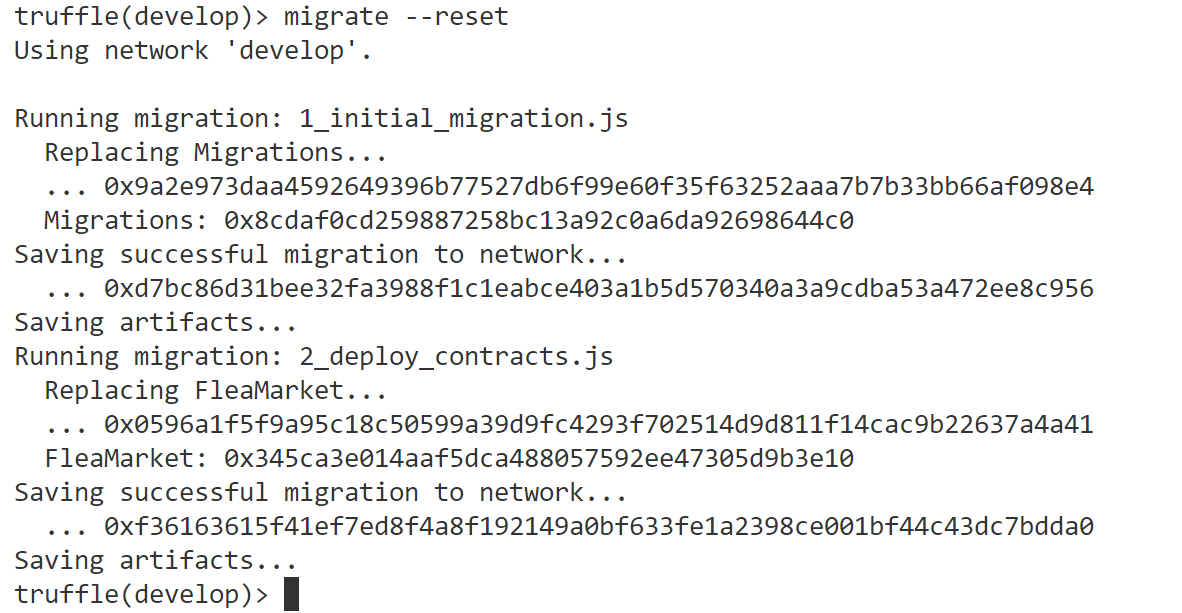 truffle(develop)> migrate --reset
Using network 'develop'.
Running migration: 1_initial_migration.js
Replacing Migrations...
... 0x9a2e973daa4592649396b77527db6f99e60f35f63252aaa7b7b33bb66af098e4
Migrations: 0x8cdaf0cd259887258bc13a92c0a6da92698644c0
Saving successful migration to network...
... 0xd7bc86d31bee32fa3988f1c1eabce403a1b5d570340a3a9cdba53a472ee8c956
Saving artifacts...
Running migration: 2_deploy_contracts.js
Replacing FleaMarket...
... 0x0596a1f5f9a95c18c50599a39d9fc4293f702514d9d811f14cac9b22637a4a41
FleaMarket: 0x345ca3e014aaf5dca488057592ee47305d9b3e10
Saving successful migration to network...
... 0xf36163615f41ef7ed8f4a8f192149a0bf633fe1a2398ce001bf44c43dc7bdda0
Saving artifacts...
truffle(develop)>